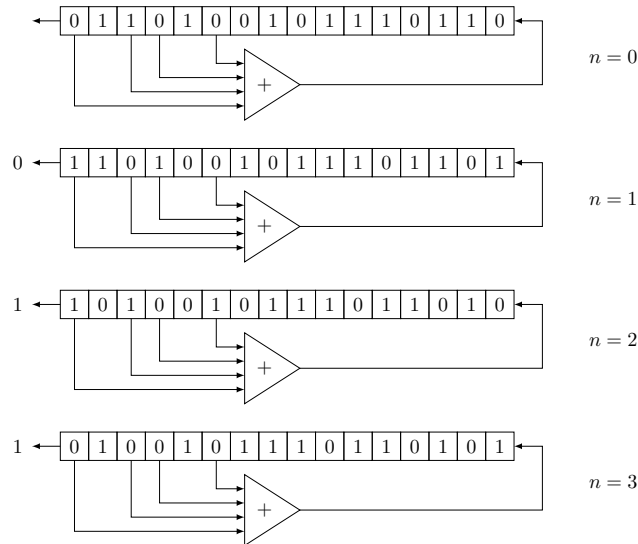 0 1 1 0 1 0 0 1 0 1 1 1 0 1 1 0
+
n = 0
0 1 1 0 1 0 0 1 0 1 1 1 0 1 1 0 1
+
n = 1
1 1 0 1 0 0 1 0 1 1 1 0 1 1 0 1 0
+
n = 2
1 0 1 0 0 1 0 1 1 1 0 1 1 0 1 0 1
+
n = 3